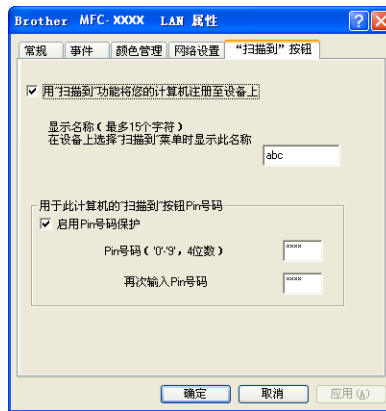 Brother MFC-XXXX LAN 属性
常规 事件 颜色管理 网络设置 “扫描到”按钮
用“扫描到”功能将您的计算机注册至设备上
显示名称(最多15个字符)
在设备上选择“扫描到”菜单时显示此名称
abc
用于此计算机的“扫描到”按钮Pin号码
启用Pin号码保护
Pin号码(‘0’-‘9’, 4位数) ****
再次输入Pin号码 ****
确定 取消 应用(A)